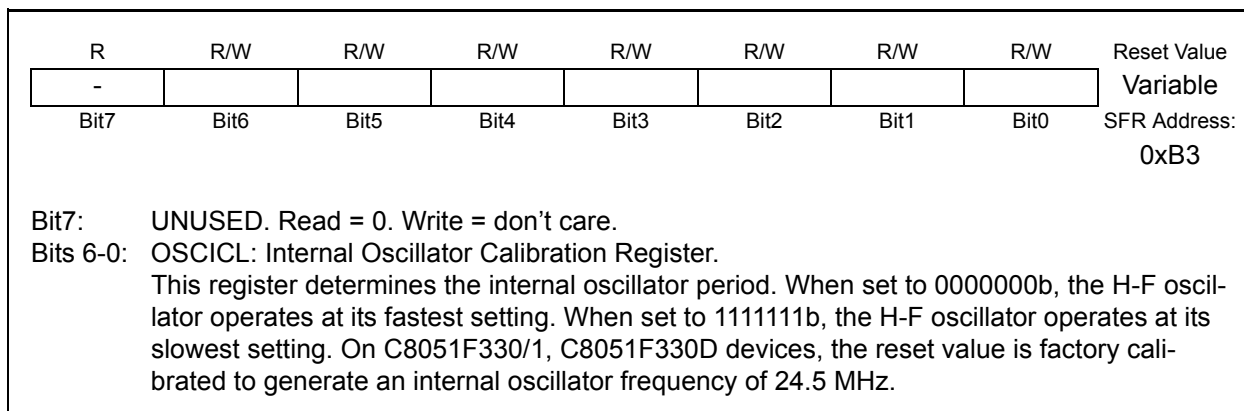 R R/W R/W R/W R/W R/W R/W R/W Reset Value
- Variable
Bit7 Bit6 Bit5 Bit4 Bit3 Bit2 Bit1 Bit0 SFR Address:
0xB3
Bit7: UNUSED. Read = 0. Write = don’t care.
Bits 6-0: OSCICL: Internal Oscillator Calibration Register.
This register determines the internal oscillator period. When set to 0000000b, the H-F oscil-
lator operates at its fastest setting. When set to 1111111b, the H-F oscillator operates at its
slowest setting. On C8051F330/1, C8051F330D devices, the reset value is factory cali-
brated to generate an internal oscillator frequency of 24.5 MHz.